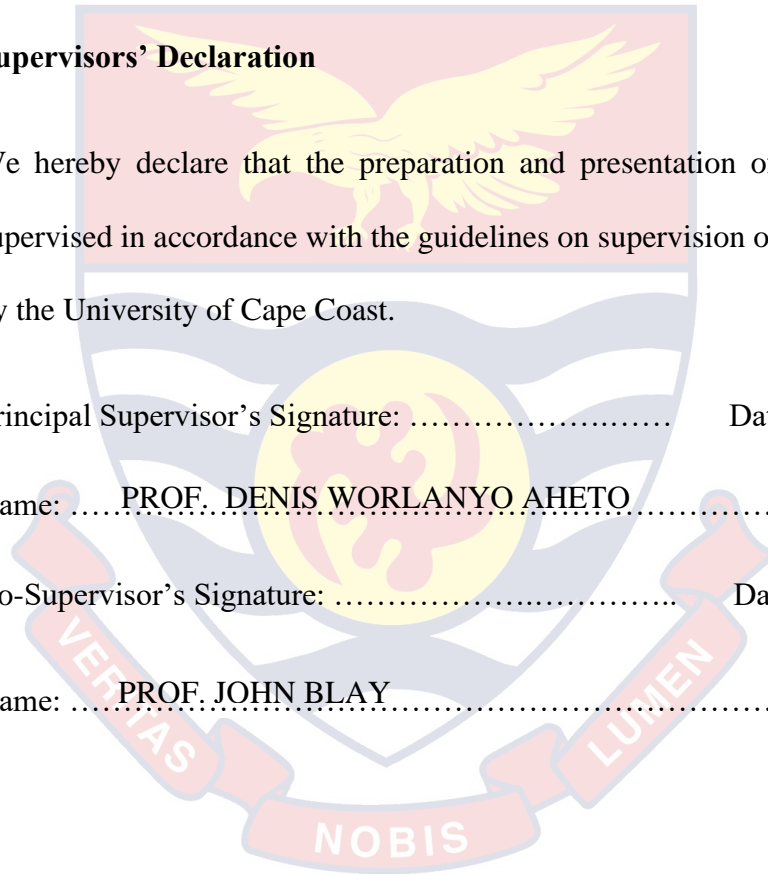 upervisors’ Declaration
e hereby declare that the preparation and presentation of
upervised in accordance with the guidelines on supervision o
y the University of Cape Coast.
rincipal Supervisor’s Signature: ………………..…… Da
ame: …..PROF. DENIS WORLANYO AHETO…………
o-Supervisor’s Signature: ………………..………….. Da
ame: …..PROF. JOHN BLAY……………………………
VERITAS NOBIS LUMEN